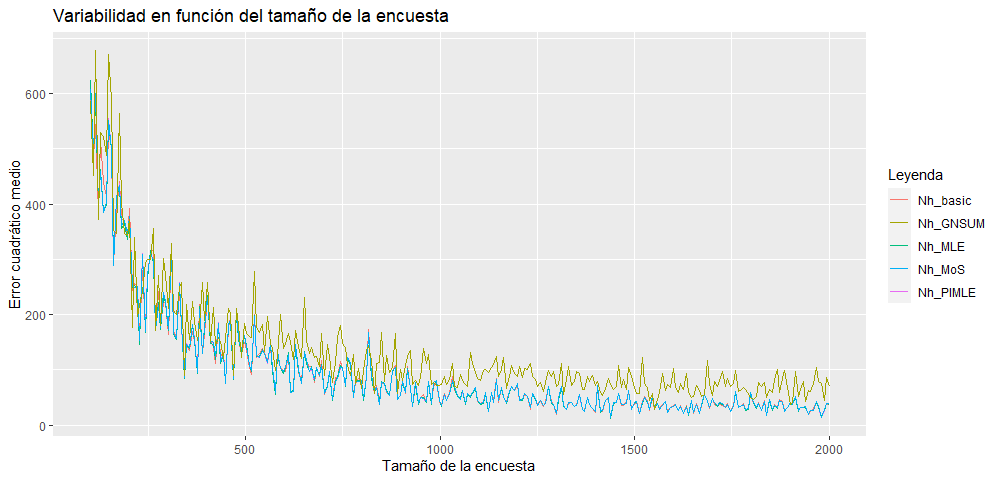 Variabilidad en función del tamaño de la encuesta
Error cuadrático medio
600
400
200
0
500
1000
1500
2000
Tamaño de la encuesta
Leyenda
Nh_basic
Nh_GNSUM
Nh_MLE
Nh_MoS
Nh_PIMLE